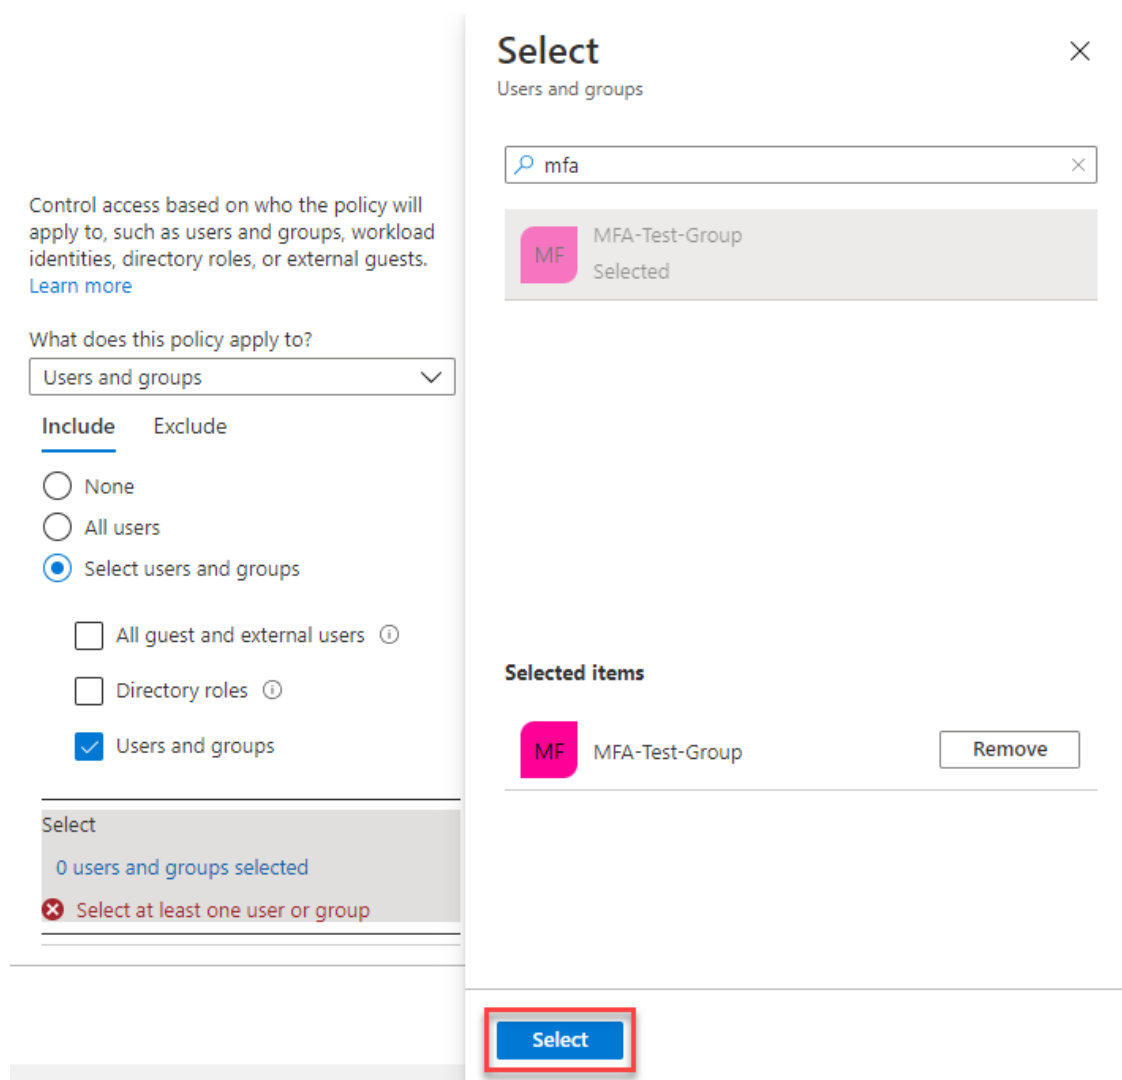 Control access based on who the policy will
apply to, such as users and groups, workload
identities, directory roles, or external guests.
Learn more
What does this policy apply to?
Users and groups
Include Exclude
None
All users
Select users and groups
All guest and external users
Directory roles
Users and groups
Select
0 users and groups selected
Select at least one user or group
Select
Users and groups
mfa
MF
MFA-Test-Group
Selected
Selected items
MF
MFA-Test-Group
Remove
Select